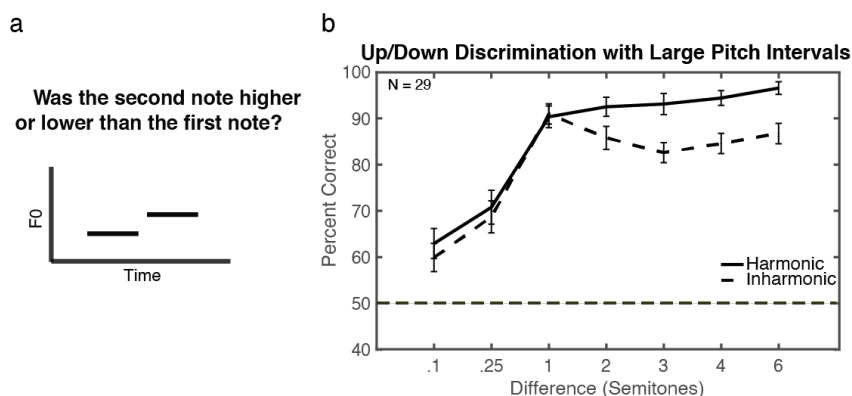 a
Was the second note higher
or lower than the first note?
F0
Time
b
Up/Down Discrimination with Large Pitch Intervals
N = 29
Percent Correct
100
90
80
70
60
50
40
Harmonic
Inharmonic
.1 .25 1 2 3 4 6
Difference (Semitones)